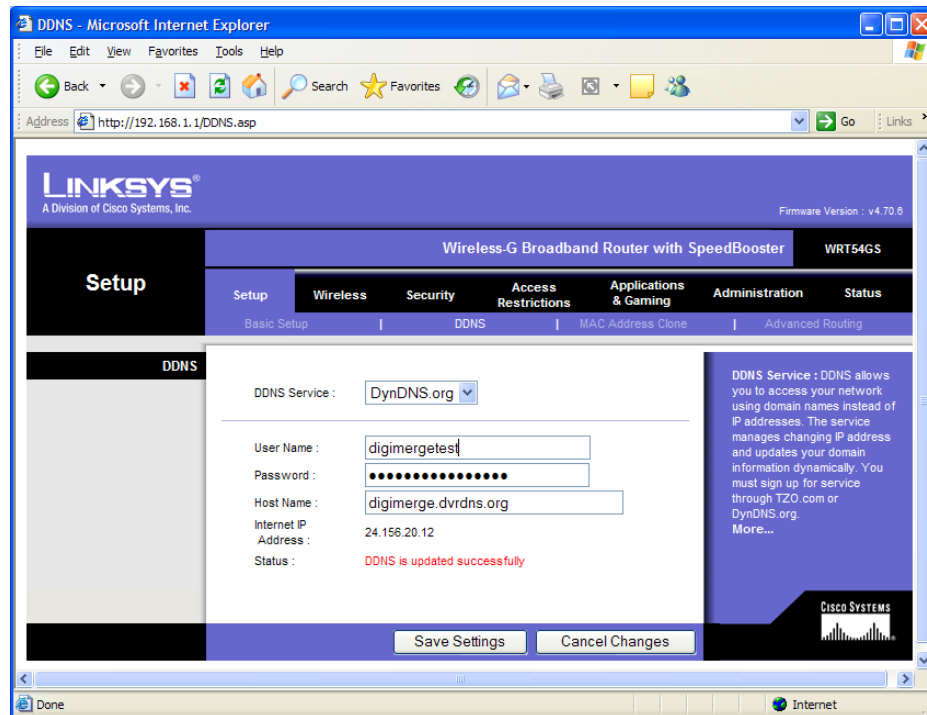 DDNS - Microsoft Internet Explorer
File Edit View Favorites Tools Help
Back Search Favorites
Address http://192.168.1.1/DDNS.asp Go Links
LINKSYS®
A Division of Cisco Systems, Inc.
Firmware Version : v4.70.6
Wireless-G Broadband Router with SpeedBooster WRT54GS
Setup
Setup Wireless Security Access Restrictions Applications & Gaming Administration Status
Basic Setup | DDNS | MAC Address Clone | Advanced Routing
DDNS
DDNS Service : DynDNS.org
User Name : digimergetest
Password : ●●●●●●●●●●●●●●●●
Host Name : digimerge.dvrdns.org
Internet IP
Address : 24.156.20.12
Status : DDNS is updated successfully
DDNS Service : DDNS allows
you to access your network
using domain names instead of
IP addresses. The service
manages changing IP address
and updates your domain
information dynamically. You
must sign up for service
through TZO.com or
DynDNS.org.
More...
CISCO SYSTEMS
Save Settings Cancel Changes
Done Internet